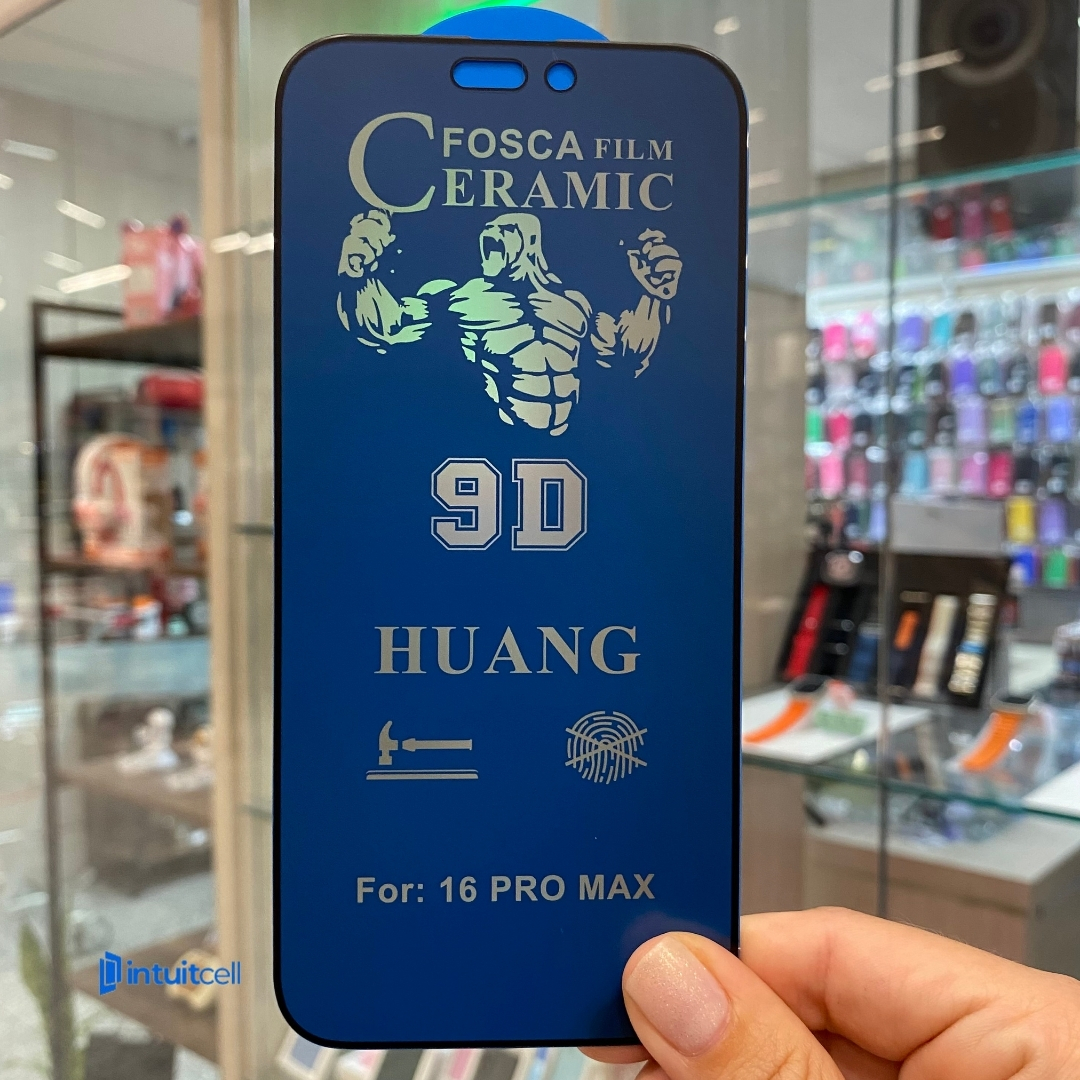 FOSCA FILM
CERAMIC
9D
HUANG
For: 16 PRO MAX
intuitcell